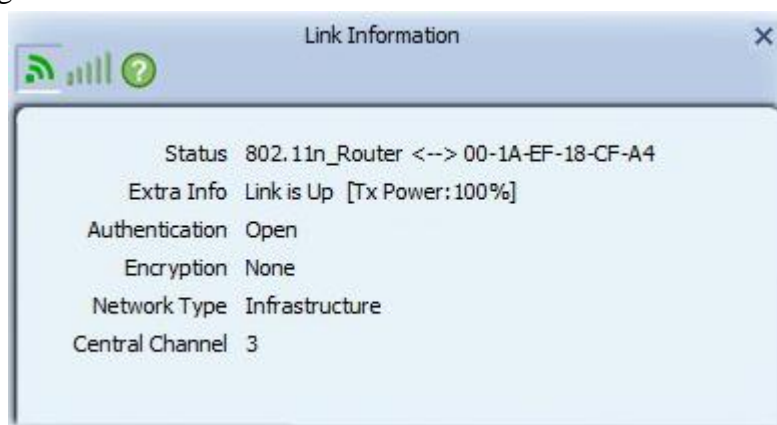 Link Information
?
Status 802.11n_Router <--> 00-1A-EF-18-CF-A4
Extra Info Link is Up [Tx Power:100%]
Authentication Open
Encryption None
Network Type Infrastructure
Central Channel 3